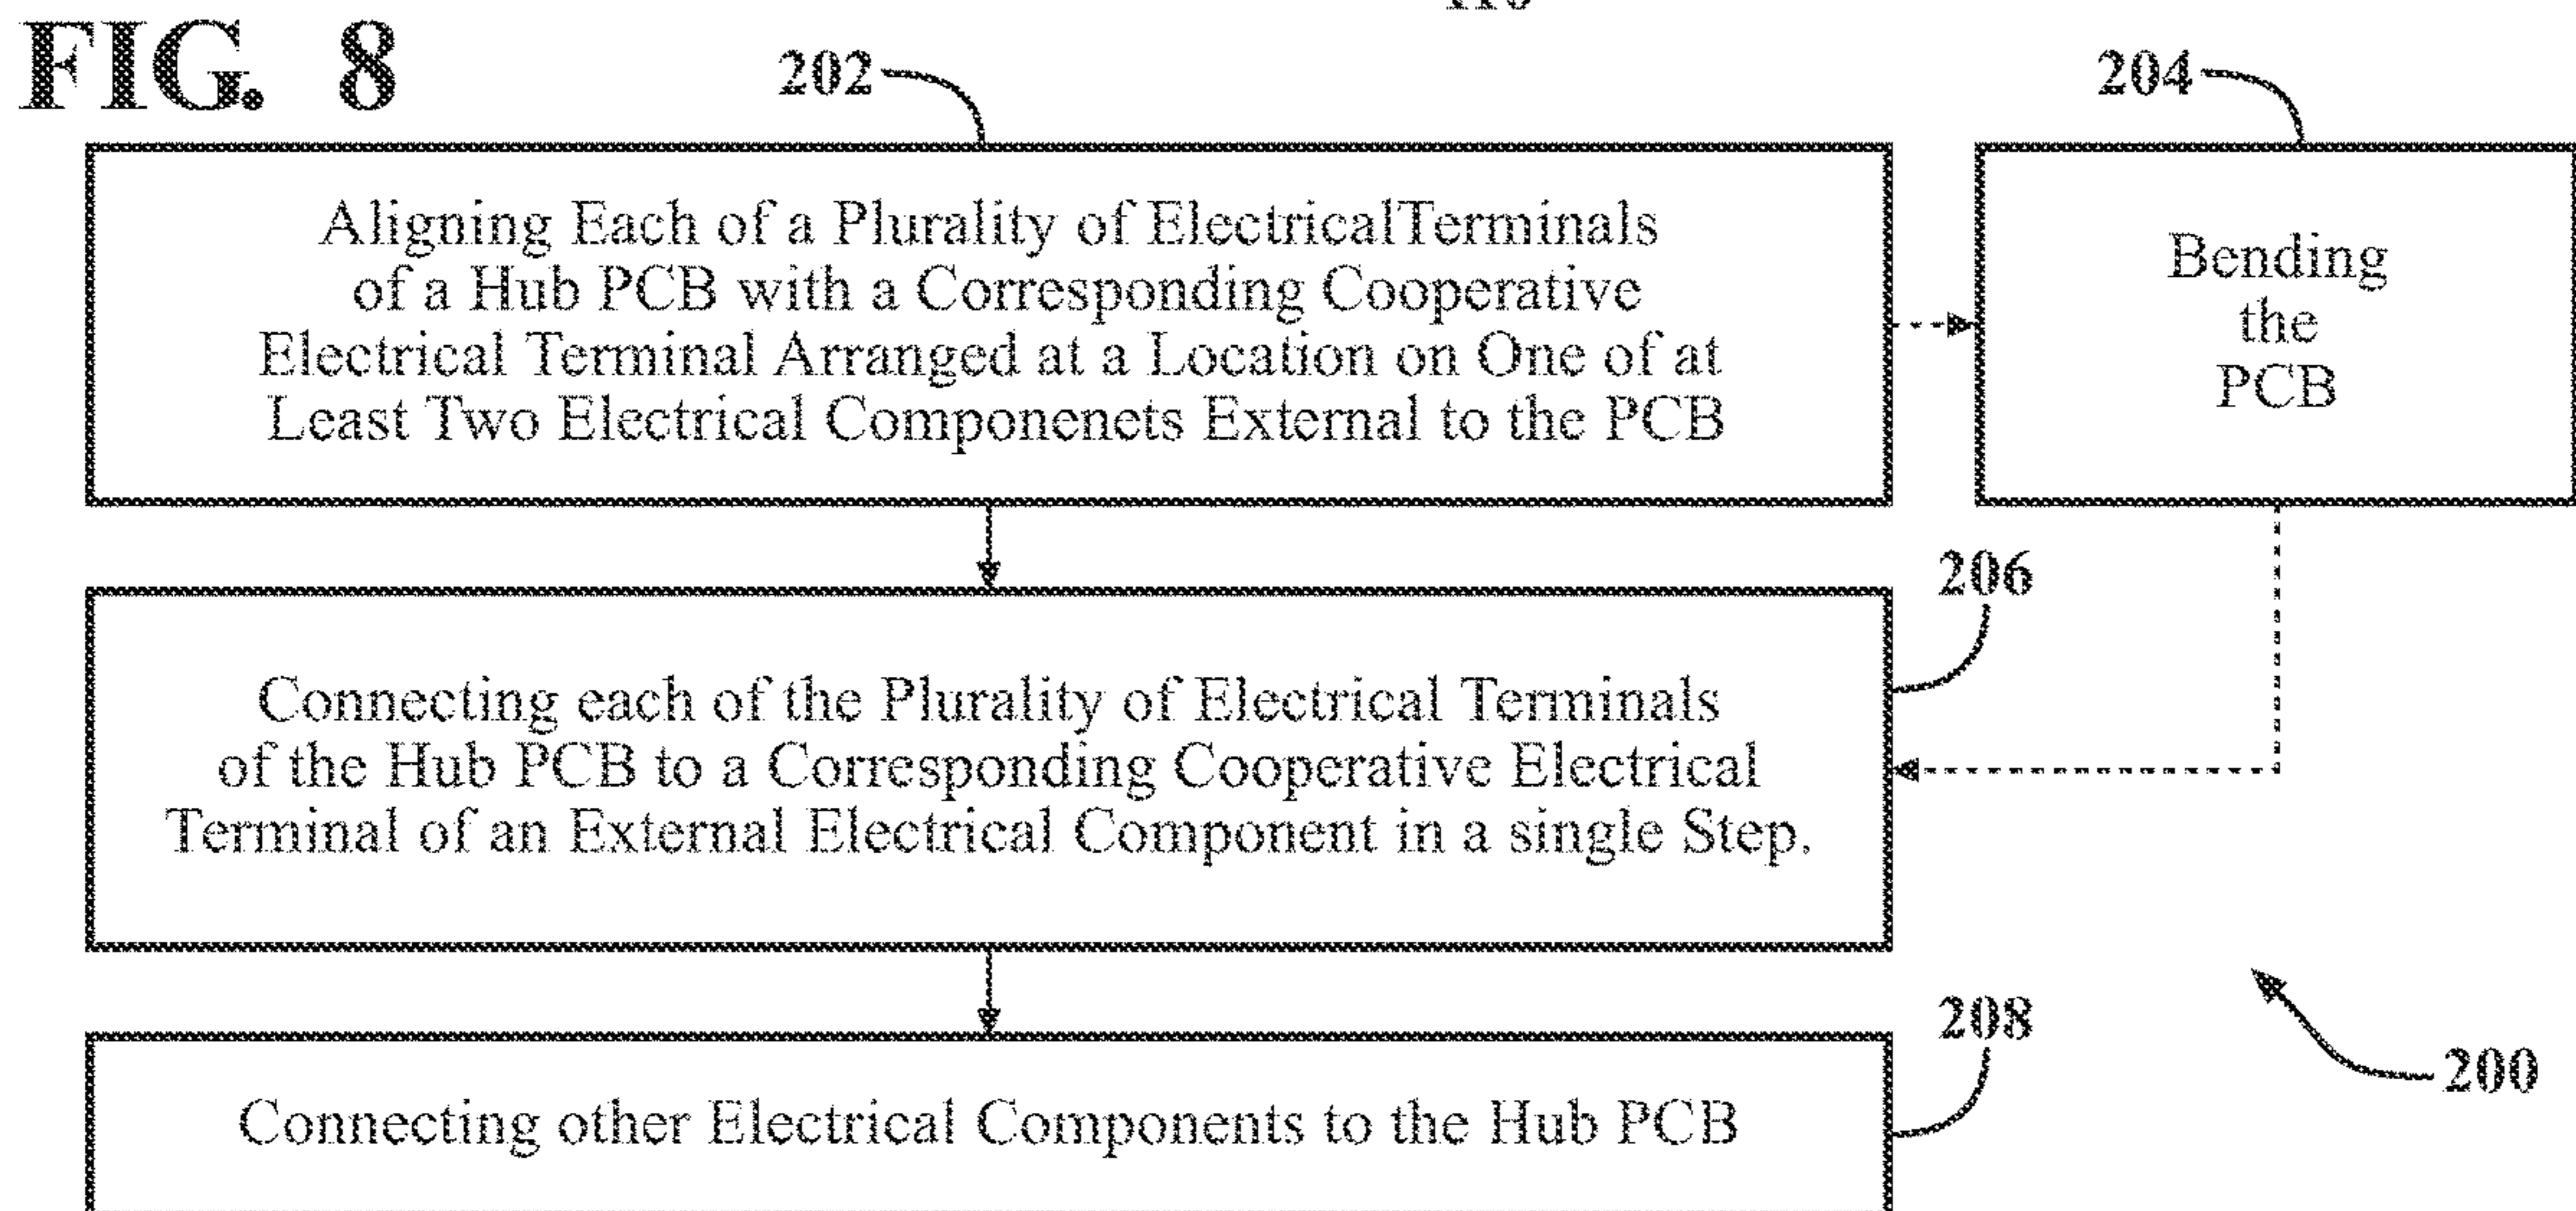 FIG. 8
202
204
Aligning Each of a Plurality of ElectricalTerminals
of a Hub PCB with a Corresponding Cooperative
Electrical Terminal Arranged at a Location on One of at
Least Two Electrical Componenets External to the PCB
Bending
the
PCB
206
Connecting each of the Plurality of Electrical Terminals
of the Hub PCB to a Corresponding Cooperative Electrical
Terminal of an External Electrical Component in a single Step.
208
200
Connecting other Electrical Components to the Hub PCB